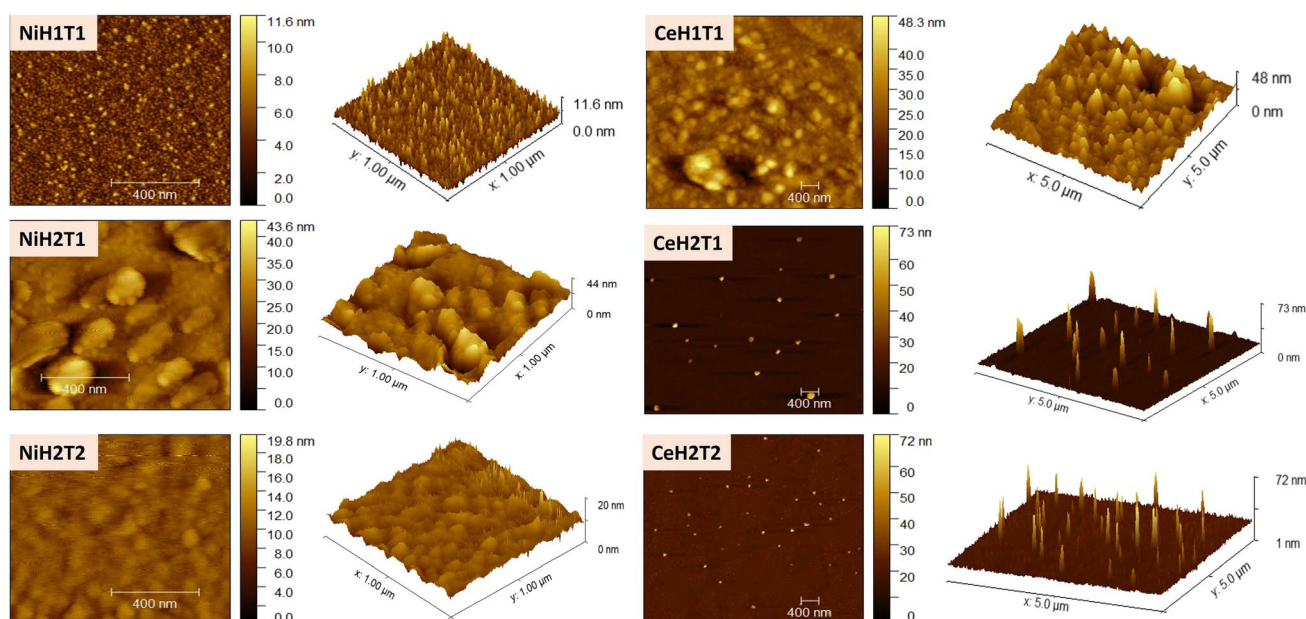 NiH1T1
400 nm
11.6 nm
10.0
8.0
6.0
4.0
2.0
0.0
11.6 nm
0.0 nm
y: 1.00 µm
x: 1.00 µm
CeH1T1
400 nm
48.3 nm
40.0
35.0
30.0
25.0
20.0
15.0
10.0
0.0
48 nm
0 nm
x: 5.0 µm
y: 5.0 µm
NiH2T1
400 nm
43.6 nm
40.0
35.0
30.0
25.0
20.0
15.0
10.0
0.0
44 nm
0 nm
y: 1.00 µm
x: 1.00 µm
CeH2T1
400 nm
73 nm
60
50
40
30
20
0
73 nm
0 nm
y: 5.0 µm
x: 5.0 µm
NiH2T2
400 nm
19.8 nm
18.0
16.0
14.0
12.0
10.0
8.0
6.0
4.0
2.0
0.0
20 nm
0 nm
x: 1.00 µm
y: 1.00 µm
CeH2T2
400 nm
72 nm
60
50
40
30
20
0
72 nm
1 nm
x: 5.0 µm
y: 5.0 µm